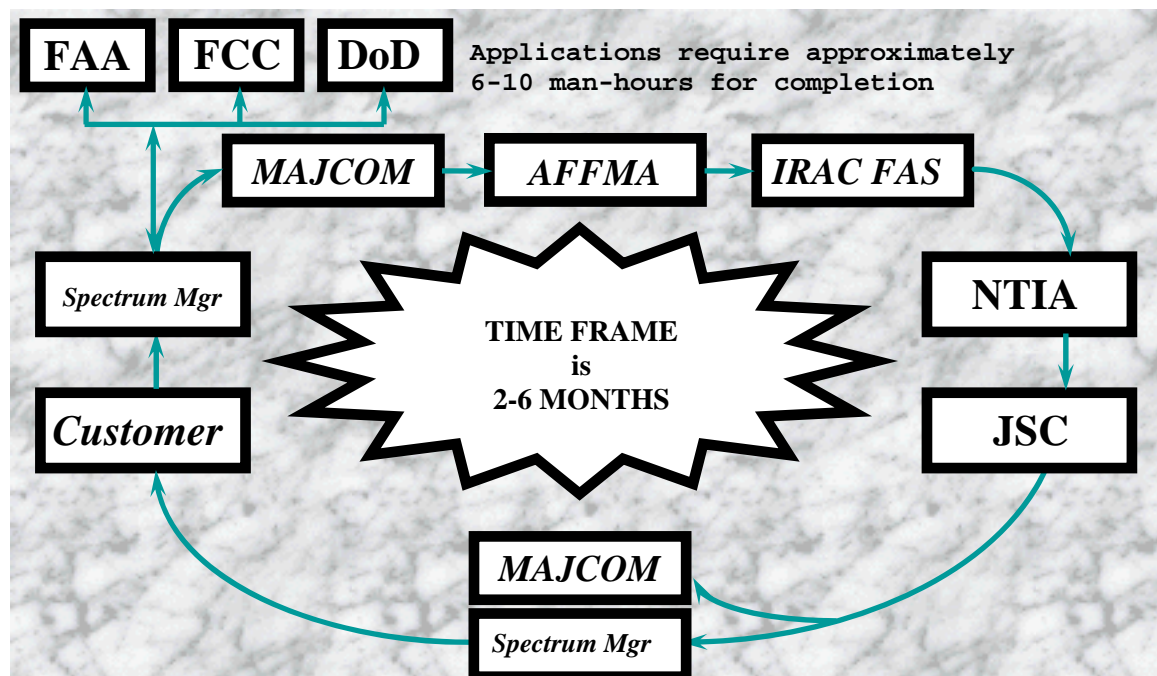 FAA
FCC
DoD
Applications require approximately
6-10 man-hours for completion
MAJCOM
AFFMA
IRAC FAS
Spectrum Mgr
NTIA
TIME FRAME
is
2-6 MONTHS
Customer
JSC
MAJCOM
Spectrum Mgr